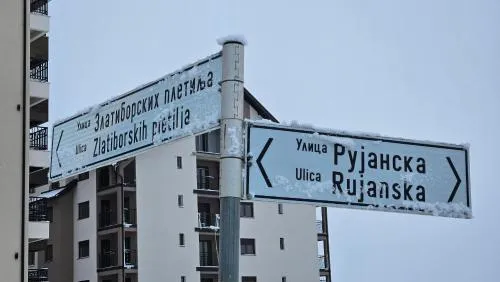 Улица Златиборских плетиља
Ulica Zlatiborskih pletilja
Улица Рујанска
Ulica Rujanska